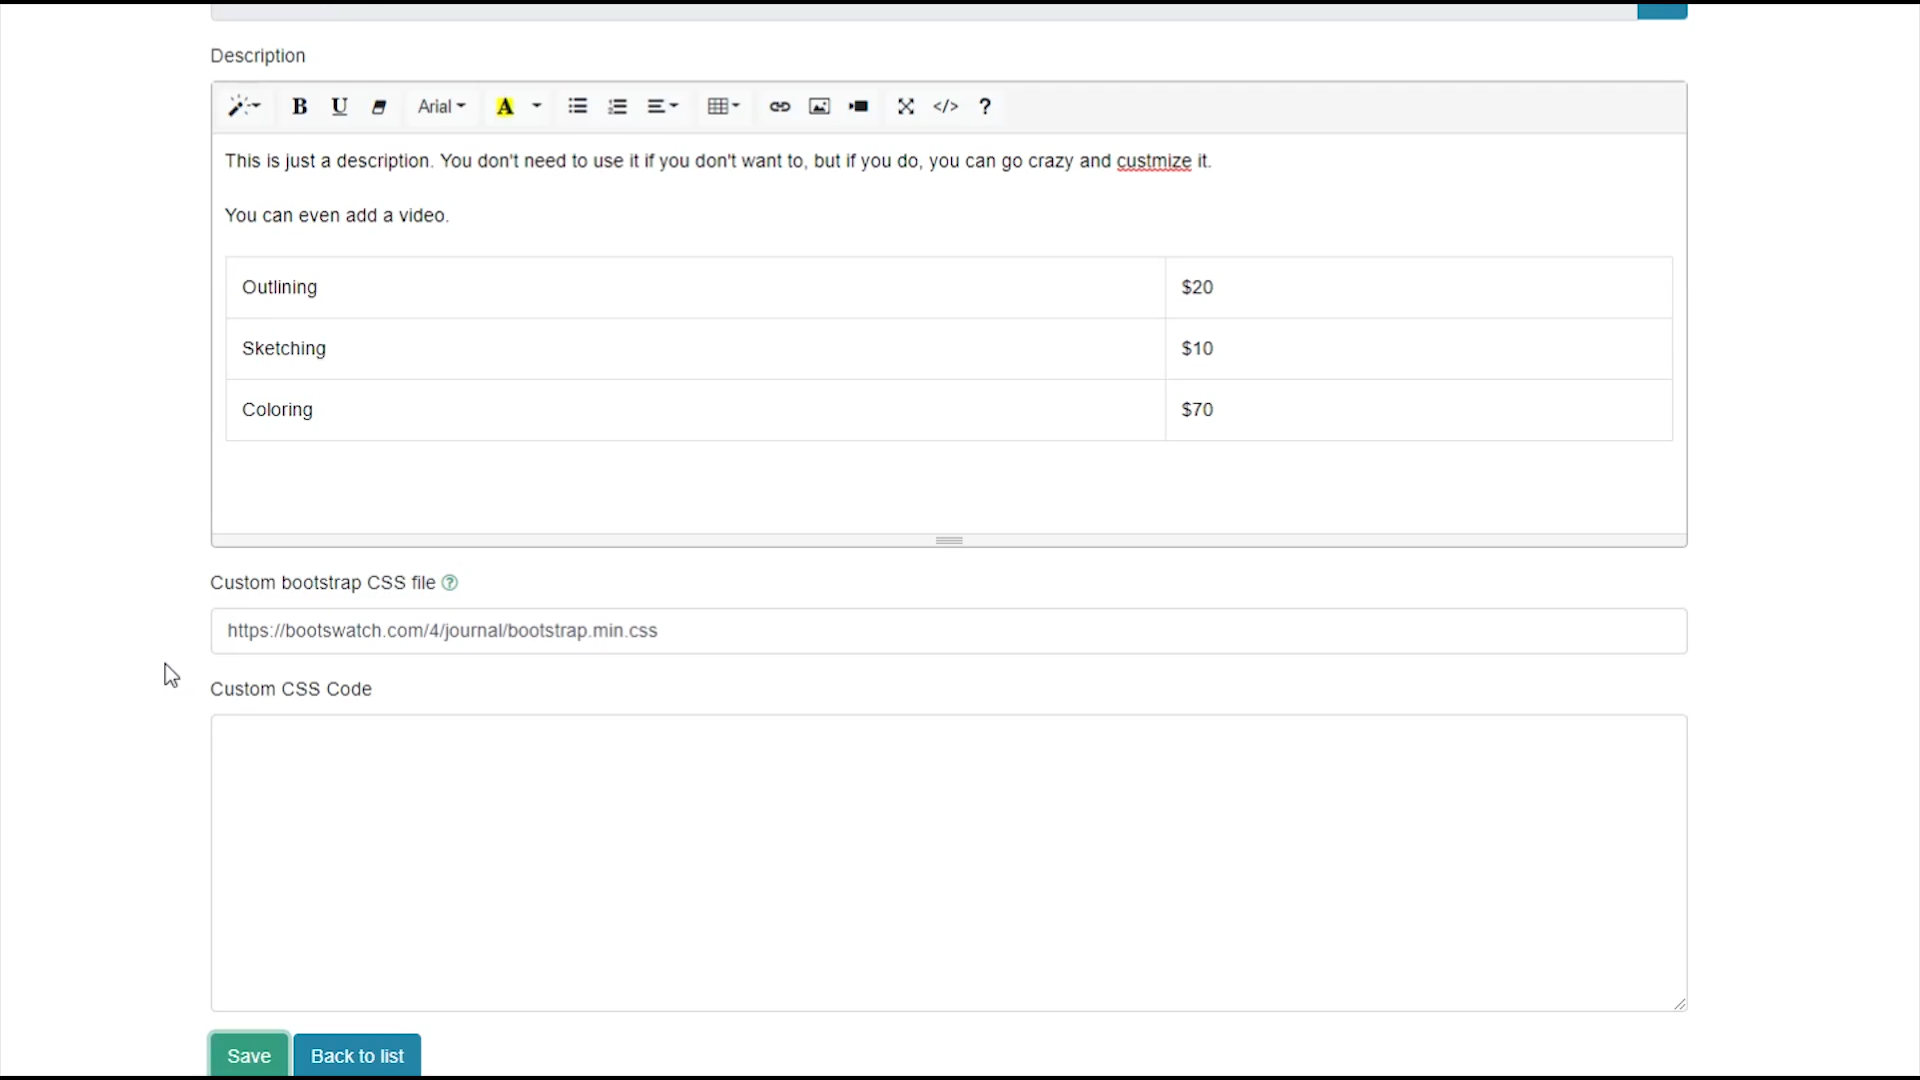 Description
B U Arial A </> ?
This is just a description. You don't need to use it if you don't want to, but if you do, you can go crazy and custmize it.
You can even add a video.
Outlining $20
Sketching $10
Coloring $70
Custom bootstrap CSS file ?
https://bootswatch.com/4/journal/bootstrap.min.css
Custom CSS Code
Save Back to list